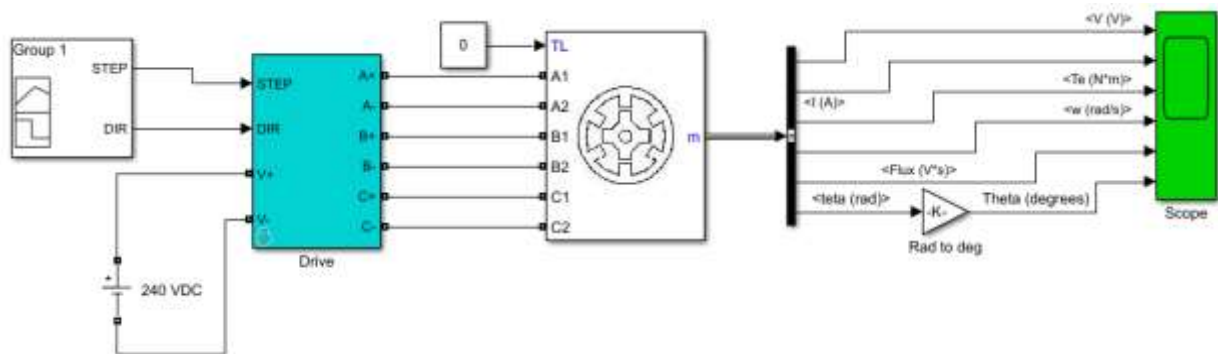 Group 1
STEP
DIR
STEP
DIR
V+
V-
A+
A-
B+
B-
C+
C-
Drive
240 VDC
+
0
TL
A1
A2
B1
B2
C1
C2
m
<V (V)>
<I (A)>
<Te (N*m)>
<w (rad/s)>
<Flux (V*s)>
<teta (rad)>
-K-
Rad to deg
Theta (degrees)
Scope